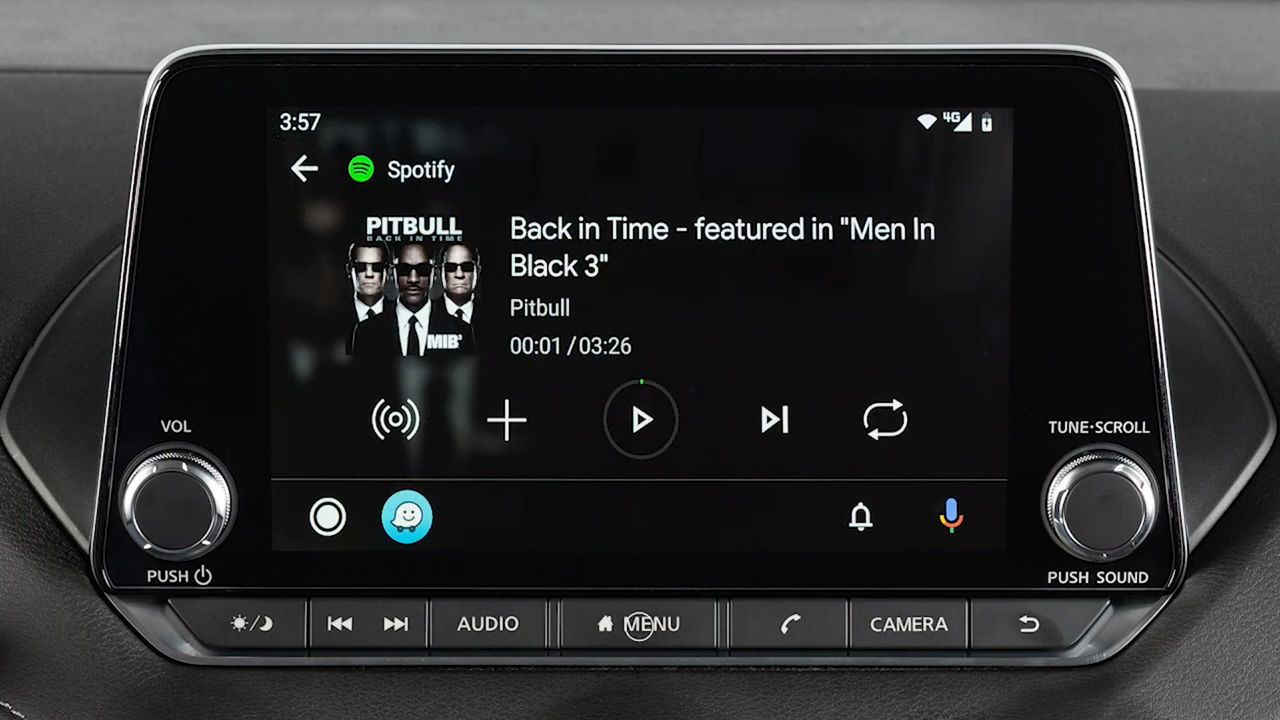 3:57
4G
Spotify
PITBULL
BACK IN TIME
MIB³
Back in Time - featured in "Men In
Black 3"
Pitbull
00:01 / 03:26
VOL
TUNE·SCROLL
PUSH
PUSH SOUND
AUDIO
MENU
CAMERA